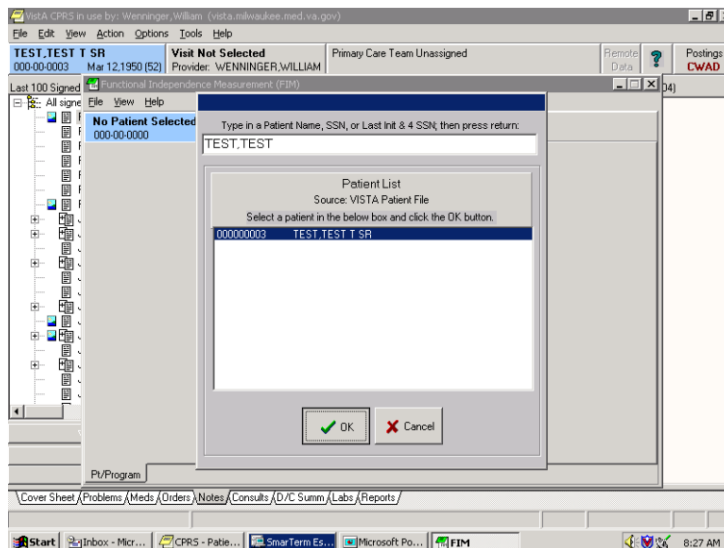 VistA CPRS in use by: Wenninger,William (vista.milwaukee.med.va.gov)
File Edit View Action Options Tools Help
TEST,TEST T SR Visit Not Selected Primary Care Team Unassigned Remote Data ? Postings
000-00-0003 Mar 12,1950 (52) Provider: WENNINGER,WILLIAM CWAD
Last 100 Signed
All signe
Functional Independence Measurement (FIM)
File View Help
No Patient Selected
000-00-0000
Type in a Patient Name, SSN, or Last Init & 4 SSN; then press return:
TEST,TEST
Patient List
Source: VISTA Patient File
Select a patient in the below box and click the OK button.
000000003 TEST,TEST T SR
OK Cancel
Pt/Program
Cover Sheet Problems Meds Orders Notes Consults D/C Summ Labs Reports
Start Inbox - Micr... CPRS - Patie... SmarTerm Es... Microsoft Po... FIM 8:27 AM